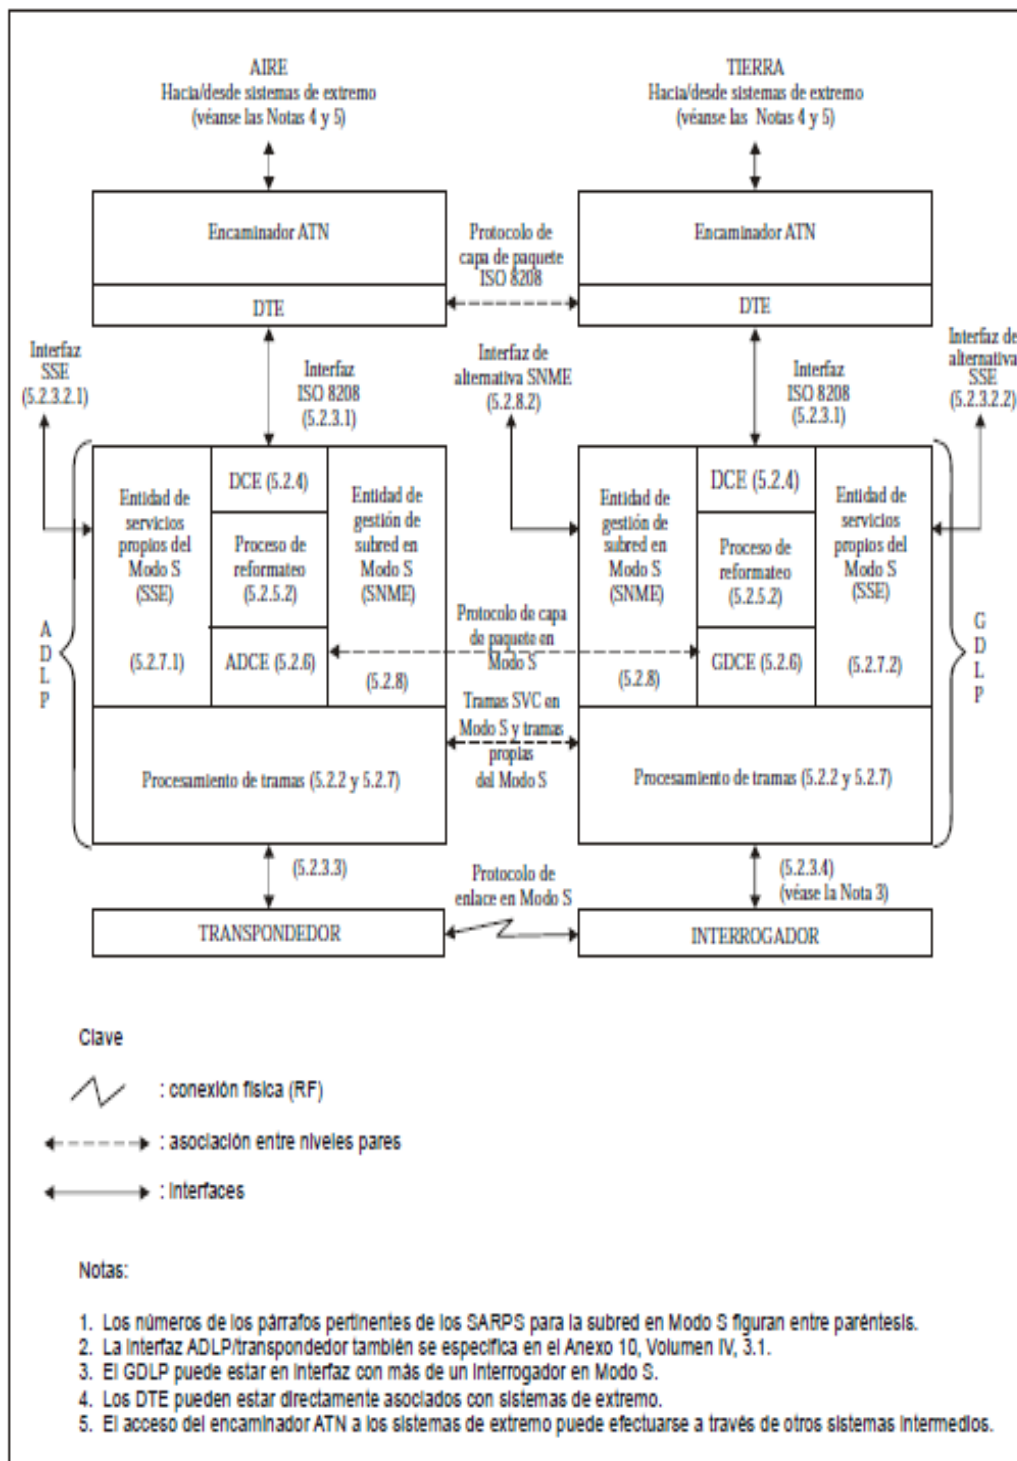 AIRE
Hacia/desde sistemas de extremo
(véanse las Notas 4 y 5)
TIERRA
Hacia/desde sistemas de extremo
(véanse las Notas 4 y 5)
Encaminador ATN
DTE
Protocolo de
capa de paquete
ISO 8208
Encaminador ATN
DTE
Interfaz
SSE
(5.2.3.2.1)
Interfaz
ISO 8208
(5.2.3.1)
Interfaz de
alternativa SNME
(5.2.8.2)
Interfaz
ISO 8208
(5.2.3.1)
Interfaz de
alternativa
SSE
(5.2.3.2.2)
ADLP
Entidad de
servicios
propios del
Modo S
(SSE)
(5.2.7.1)
DCE (5.2.4)
Proceso de
reformateo
(5.2.5.2)
ADCE (5.2.6)
Entidad de
gestión de
subred en
Modo S
(SNME)
(5.2.8)
Protocolo de capa
de paquete en
Modo S
Tramas SVC en
Modo S y tramas
propias
del Modo S
Entidad de
gestión de
subred en
Modo S
(SNME)
(5.2.8)
DCE (5.2.4)
Proceso de
reformateo
(5.2.5.2)
GDCE (5.2.6)
Entidad de
servicios
propios del
Modo S
(SSE)
(5.2.7.2)
GDLP
Procesamiento de tramas (5.2.2 y 5.2.7)
Procesamiento de tramas (5.2.2 y 5.2.7)
(5.2.3.3)
Protocolo de
enlace en Modo S
(5.2.3.4)
(véase la Nota 3)
TRANSPONDEDOR
INTERROGADOR
Clave
: conexión física (RF)
: asociación entre niveles pares
: interfaces
Notas:
1. Los números de los párrafos pertinentes de los SARPS para la subred en Modo S figuran entre paréntesis.
2. La interfaz ADLP/transpondedor también se especifica en el Anexo 10, Volumen IV, 3.1.
3. El GDLP puede estar en interfaz con más de un interrogador en Modo S.
4. Los DTE pueden estar directamente asociados con sistemas de extremo.
5. El acceso del encaminador ATN a los sistemas de extremo puede efectuarse a través de otros sistemas intermedios.